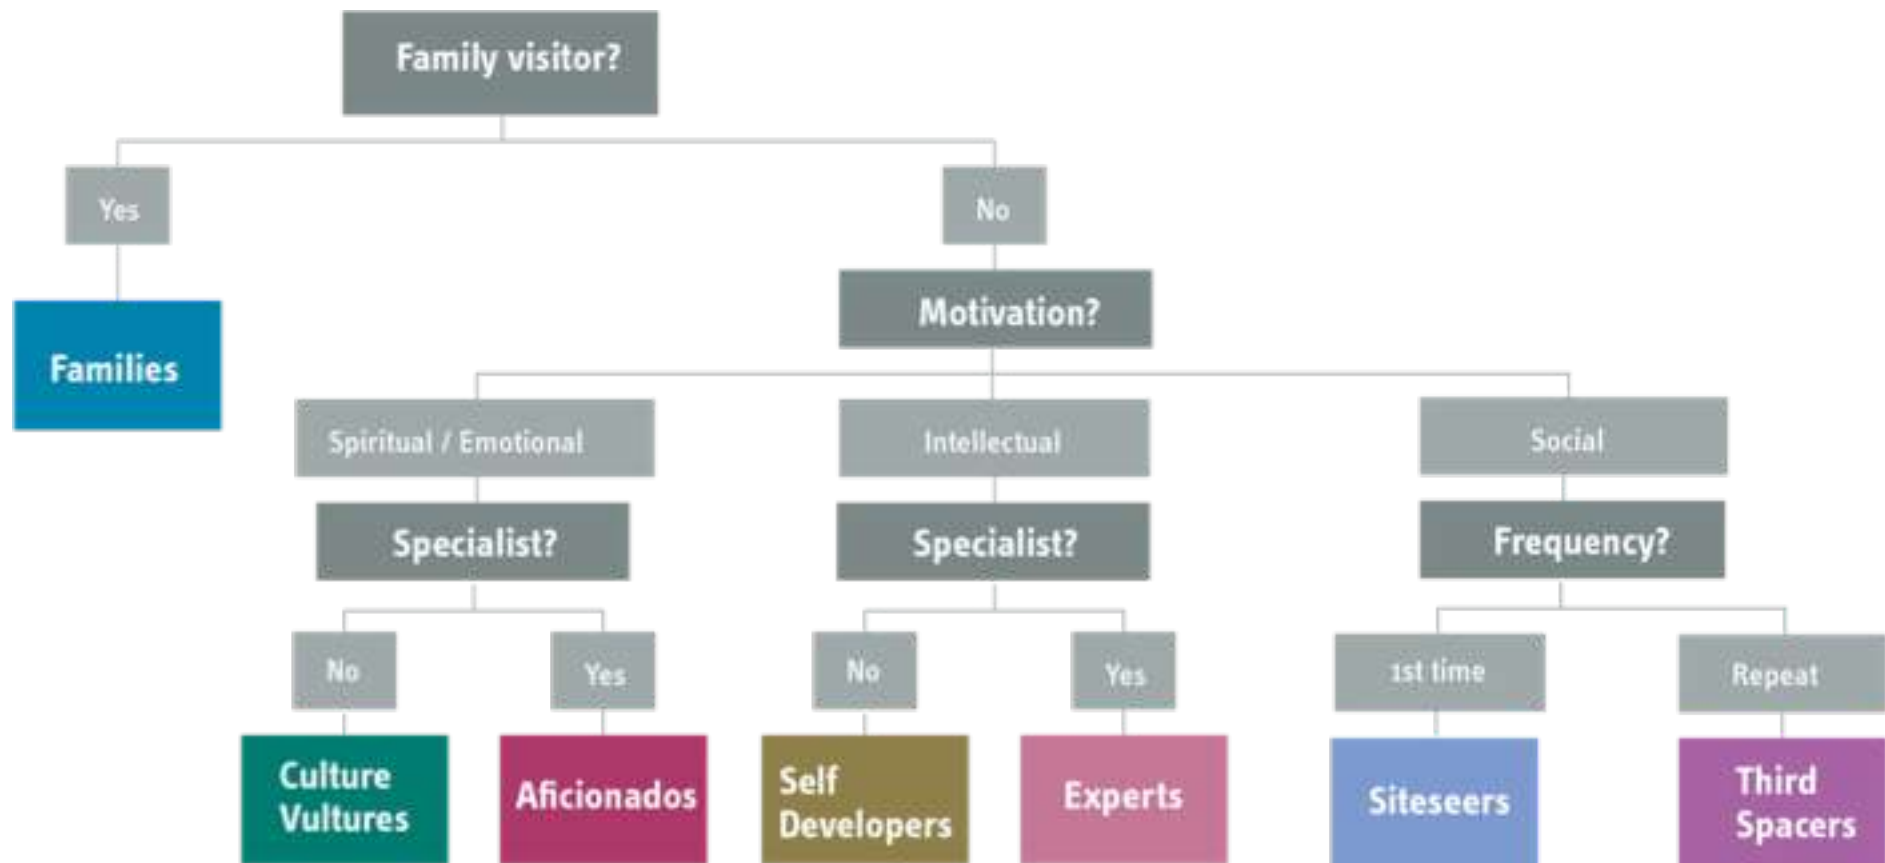 Family visitor?
Yes
No
Families
Motivation?
Spiritual / Emotional
Intellectual
Social
Specialist?
Specialist?
Frequency?
No
Yes
No
Yes
1st time
Repeat
Culture
Vultures
Aficionados
Self
Developers
Experts
Siteseers
Third
Spacers